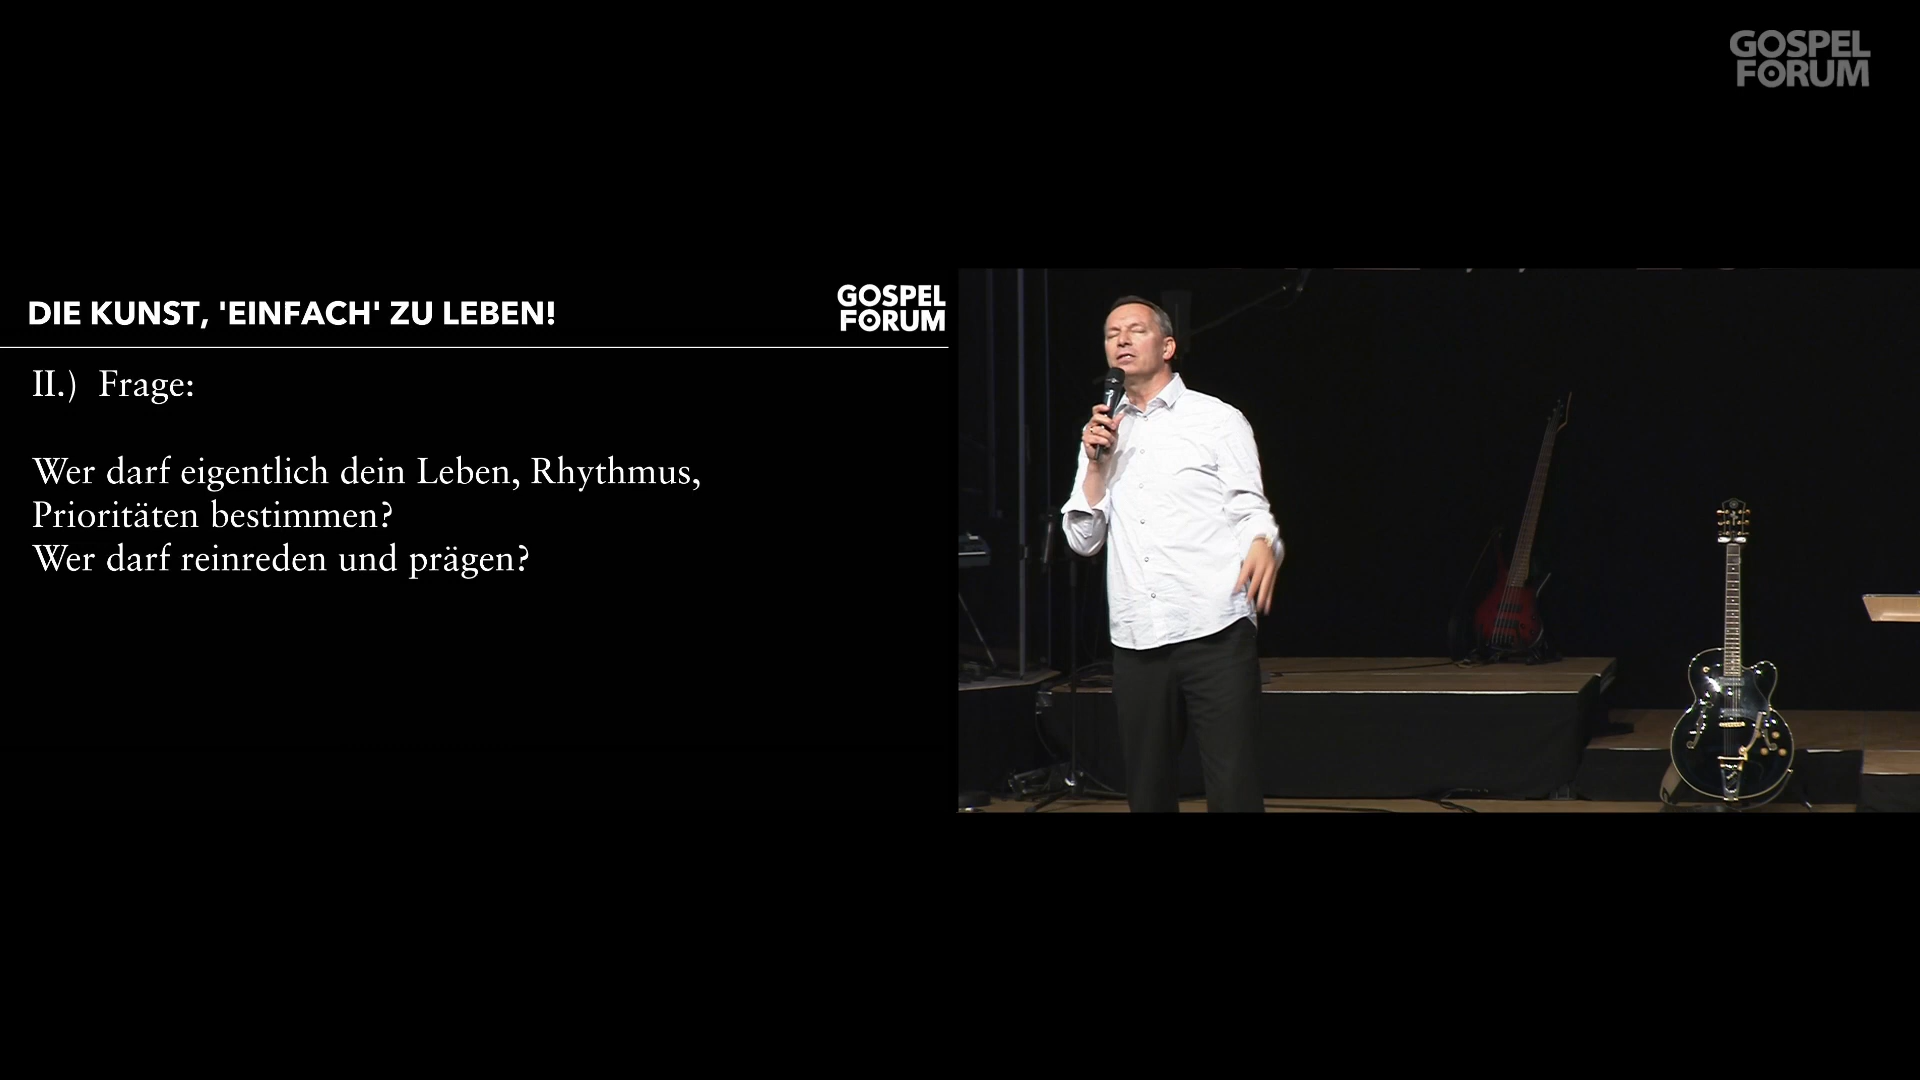 GOSPEL
FORUM
DIE KUNST, 'EINFACH' ZU LEBEN!
GOSPEL
FORUM
II.) Frage:
Wer darf eigentlich dein Leben, Rhythmus,
Prioritäten bestimmen?
Wer darf reinreden und prägen?